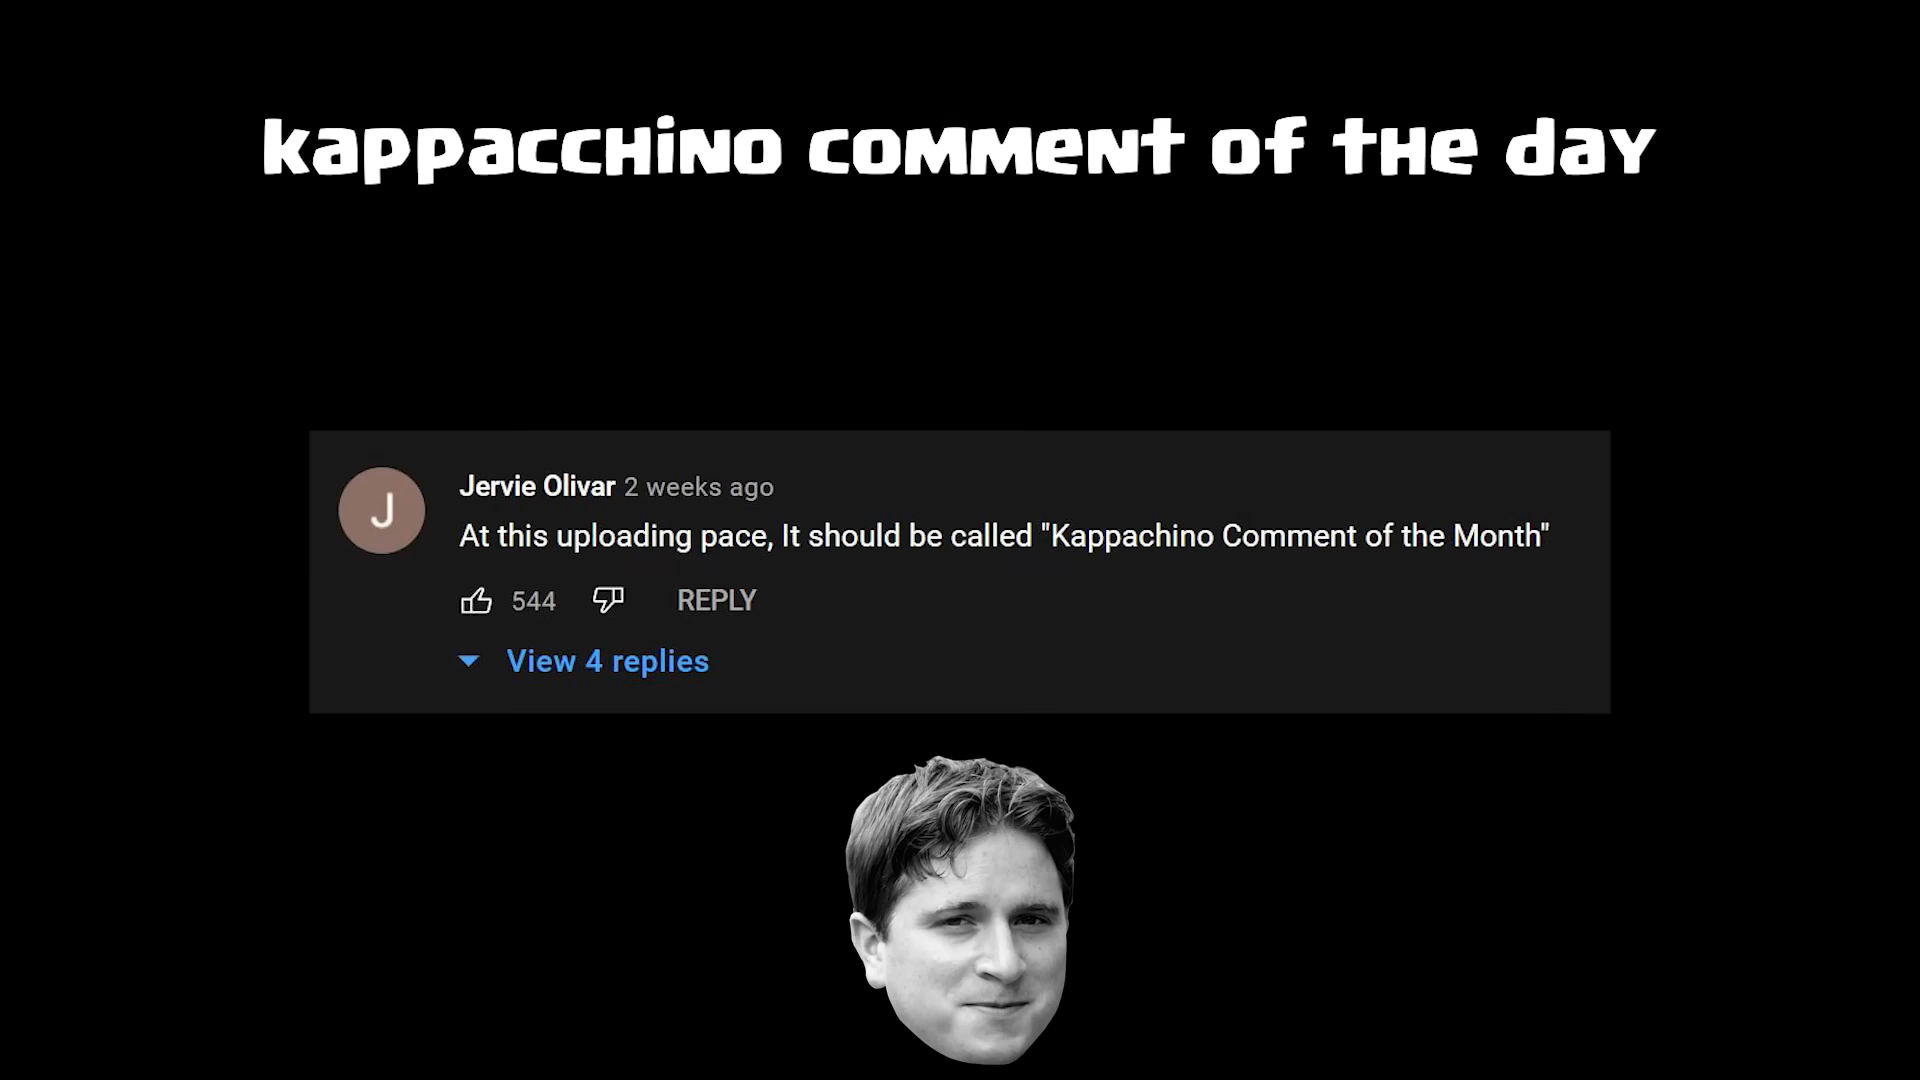 kappacchino comment of the day
J
Jervie Olivar 2 weeks ago
At this uploading pace, It should be called "Kappachino Comment of the Month"
544 REPLY
View 4 replies